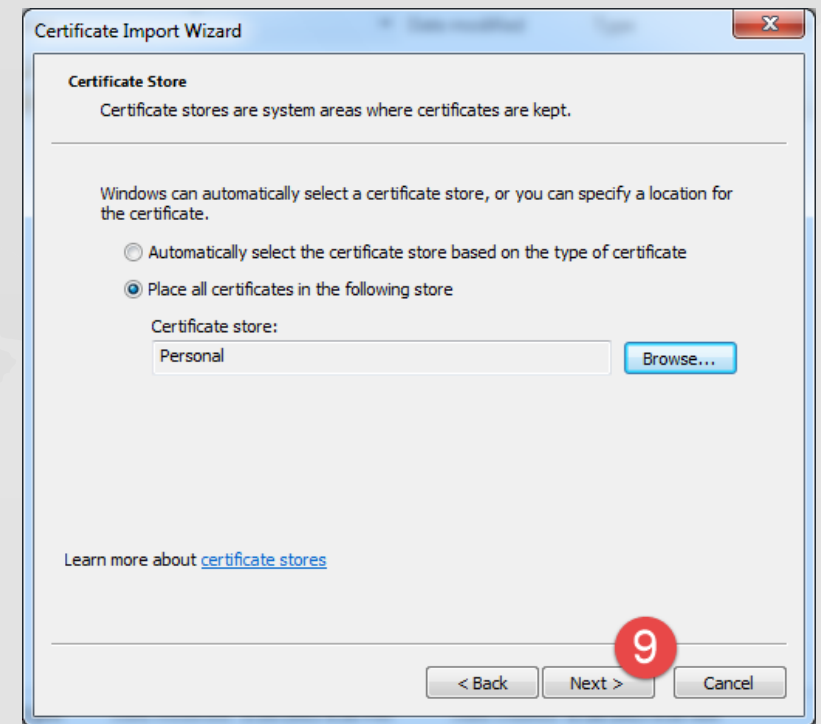 Certificate Import Wizard
Date modified Type
Certificate Store
Certificate stores are system areas where certificates are kept.
Windows can automatically select a certificate store, or you can specify a location for
the certificate.
Automatically select the certificate store based on the type of certificate
Place all certificates in the following store
Certificate store:
Personal
Browse...
Learn more about certificate stores
9
< Back Next > Cancel